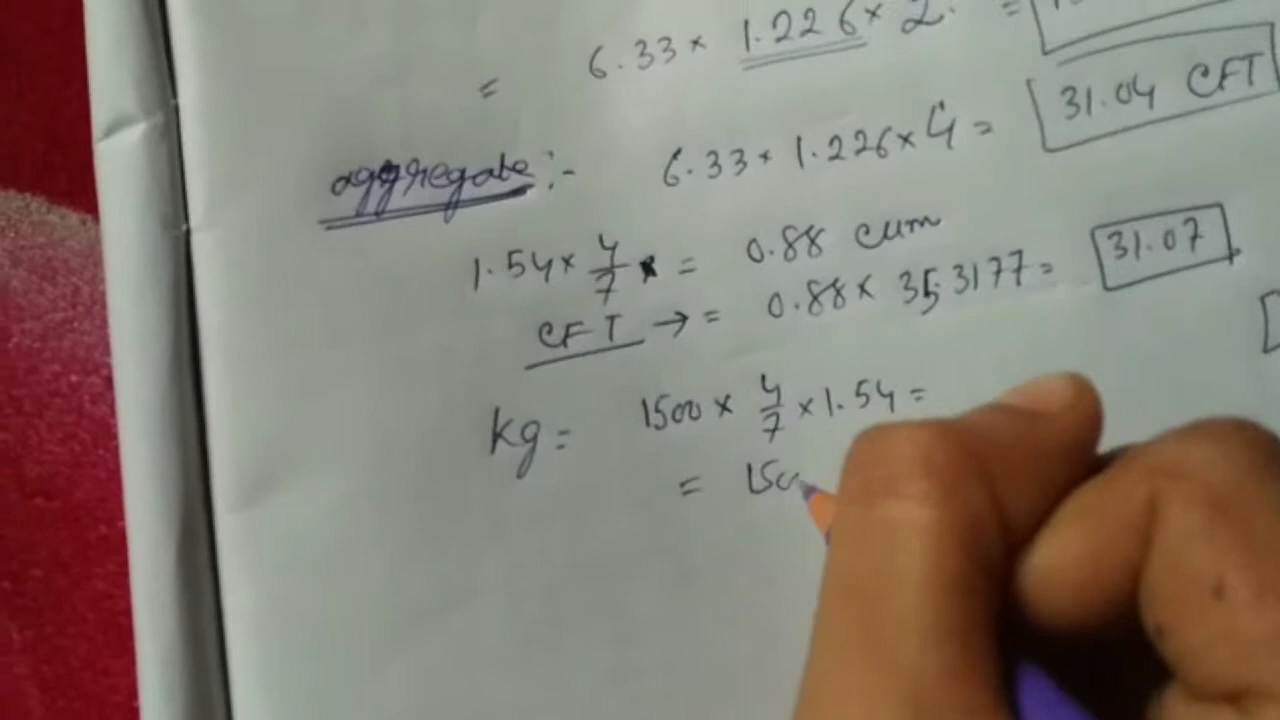 = 6.33 × 1.226 × 2. =
aggregate :- 6.33 × 1.226 × 4 = 31.04 CFT
1.54 × 4/7 × = 0.88 cum
CFT → = 0.88 × 35.3177 = 31.07
kg = 1500 × 4/7 × 1.54 =
= 150